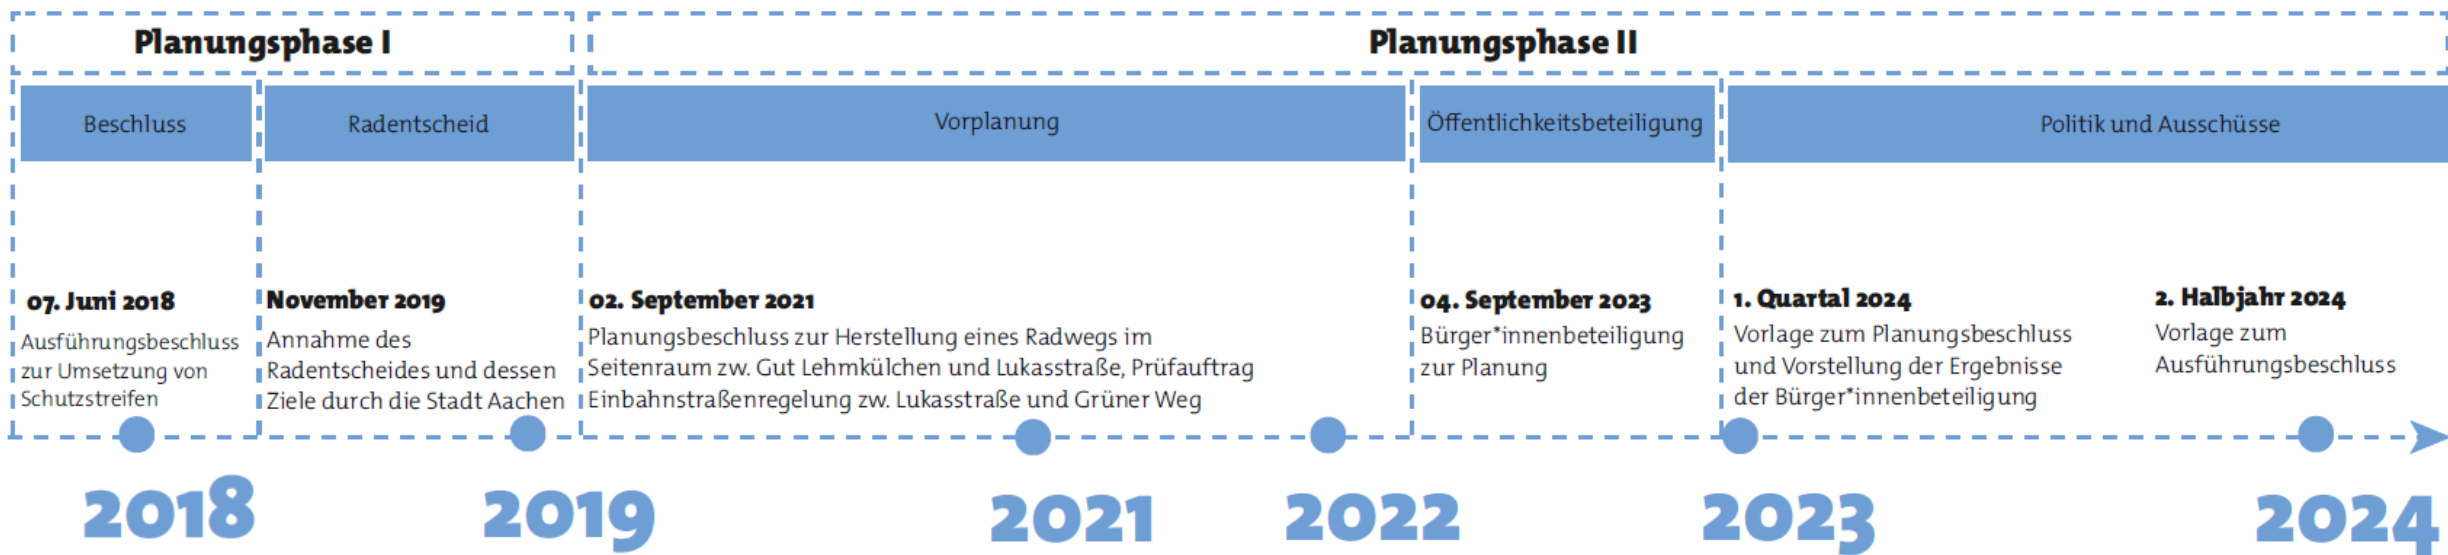 Planungsphase I
Planungsphase II
Beschluss
Radentscheid
Vorplanung
Öffentlichkeitsbeteiligung
Politik und Ausschüsse
07. Juni 2018
Ausführungsbeschluss
zur Umsetzung von
Schutzstreifen
November 2019
Annahme des
Radentscheides und dessen
Ziele durch die Stadt Aachen
02. September 2021
Planungsbeschluss zur Herstellung eines Radwegs im
Seitenraum zw. Gut Lehmkülchen und Lukasstraße, Prüfauftrag
Einbahnstraßenregelung zw. Lukasstraße und Grüner Weg
04. September 2023
Bürger*innenbeteiligung
zur Planung
1. Quartal 2024
Vorlage zum Planungsbeschluss
und Vorstellung der Ergebnisse
der Bürger*innenbeteiligung
2. Halbjahr 2024
Vorlage zum
Ausführungsbeschluss
2018
2019
2021
2022
2023
2024